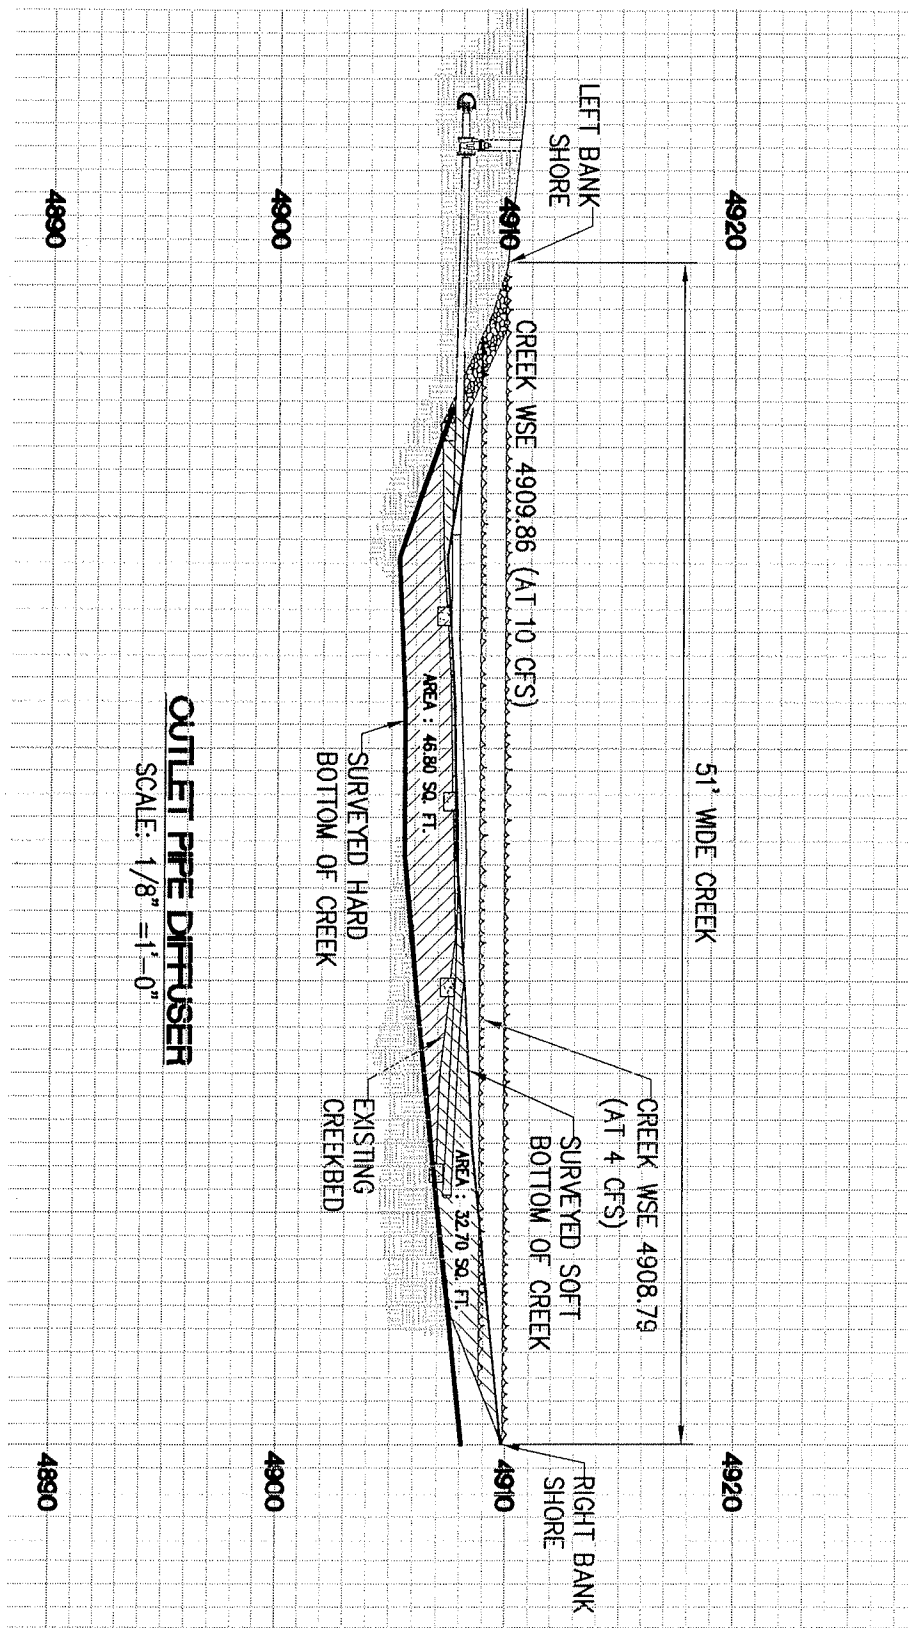 51' WIDE CREEK
LEFT BANK
SHORE
RIGHT BANK
SHORE
4920
4920
4910
4910
4900
4900
4890
4890
CREEK WSE 4909.86 (AT 10 CFS)
CREEK WSE 4908.79
(AT 4 CFS)
SURVEYED SOFT
BOTTOM OF CREEK
AREA : 46.80 SQ. FT.
AREA : 32.70 SQ. FT.
SURVEYED HARD
BOTTOM OF CREEK
EXISTING
CREEKBED
OUTLET PIPE DIFFUSER
SCALE: 1/8" =1'-0"